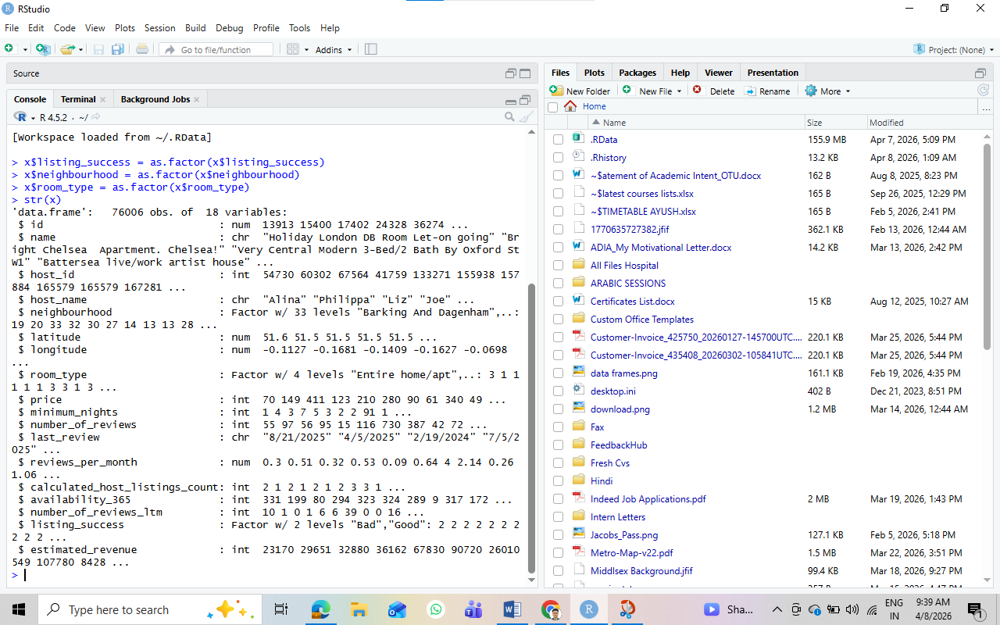 RStudio
File Edit Code View Plots Session Build Debug Profile Tools Help
Go to file/function Addins Project: (None)
Source
Console Terminal Background Jobs
R 4.5.2 · ~/
[Workspace loaded from ~/.RData]
> x$listing_success = as.factor(x$listing_success)
> x$neighbourhood = as.factor(x$neighbourhood)
> x$room_type = as.factor(x$room_type)
> str(x)
'data.frame': 76006 obs. of 18 variables:
$ id : num 13913 15400 17402 24328 36274 ...
$ name : chr "Holiday London DB Room Let-on going" "Br
ight Chelsea Apartment. Chelsea!" "Very Central Modern 3-Bed/2 Bath By Oxford St
W1" "Battersea live/work artist house" ...
$ host_id : int 54730 60302 67564 41759 133271 155938 157
884 165579 165579 167281 ...
$ host_name : chr "Alina" "Philippa" "Liz" "Joe" ...
$ neighbourhood : Factor w/ 33 levels "Barking And Dagenham",..:
19 20 33 32 30 27 14 13 13 28 ...
$ latitude : num 51.6 51.5 51.5 51.5 51.5 ...
$ longitude : num -0.1127 -0.1681 -0.1409 -0.1627 -0.0698
...
$ room_type : Factor w/ 4 levels "Entire home/apt",..: 3 1 1
1 1 1 3 3 1 3 ...
$ price : int 70 149 411 123 210 280 90 61 340 49 ...
$ minimum_nights : int 1 4 3 7 5 3 2 2 91 1 ...
$ number_of_reviews : int 55 97 56 95 15 116 730 387 42 72 ...
$ last_review : chr "8/21/2025" "4/5/2025" "2/19/2024" "7/5/2
025" ...
$ reviews_per_month : num 0.3 0.51 0.32 0.53 0.09 0.64 4 2.14 0.26
1.06 ...
$ calculated_host_listings_count: int 2 1 2 1 2 1 2 3 3 1 ...
$ availability_365 : int 331 199 80 294 323 324 289 9 317 172 ...
$ number_of_reviews_ltm : int 10 1 0 1 6 6 39 0 0 16 ...
$ listing_success : Factor w/ 2 levels "Bad","Good": 2 2 2 2 2 2 2
2 2 2 ...
$ estimated_revenue : int 23170 29651 32880 36162 67830 90720 26010
549 107780 8428 ...
>
Files Plots Packages Help Viewer Presentation
New Folder New File Delete Rename More
Home ...
Name Size Modified
.RData 155.9 MB Apr 7, 2026, 5:09 PM
.Rhistory 13.2 KB Apr 8, 2026, 1:09 AM
~$atement of Academic Intent_OTU.docx 162 B Aug 8, 2025, 8:23 PM
~$latest courses lists.xlsx 165 B Sep 26, 2025, 12:29 PM
~$TIMETABLE AYUSH.xlsx 165 B Feb 5, 2026, 2:41 PM
1770635727382.jfif 362.1 KB Feb 13, 2026, 12:44 AM
ADIA_My Motivational Letter.docx 14.2 KB Mar 13, 2026, 2:42 PM
All Files Hospital
ARABIC SESSIONS
Certificates List.docx 15 KB Aug 12, 2025, 10:27 AM
Custom Office Templates
Customer-Invoice_425750_20260127-145700UTC.... 220.1 KB Mar 25, 2026, 5:44 PM
Customer-Invoice_435408_20260302-105841UTC.... 220.1 KB Mar 25, 2026, 5:44 PM
data frames.png 161.1 KB Feb 19, 2026, 4:35 PM
desktop.ini 402 B Dec 21, 2023, 8:51 PM
download.png 1.2 MB Mar 14, 2026, 12:44 AM
Fax
FeedbackHub
Fresh Cvs
Hindi
Indeed Job Applications.pdf 2 MB Mar 19, 2026, 1:43 PM
Intern Letters
Jacobs_Pass.png 127.1 KB Feb 5, 2026, 5:18 PM
Metro-Map-v22.pdf 1.5 MB Mar 22, 2026, 3:51 PM
Middlsex Background.jfif 99.4 KB Mar 18, 2026, 9:27 PM
Type here to search
Sha...
ENG
IN
9:39 AM
4/8/2026
1